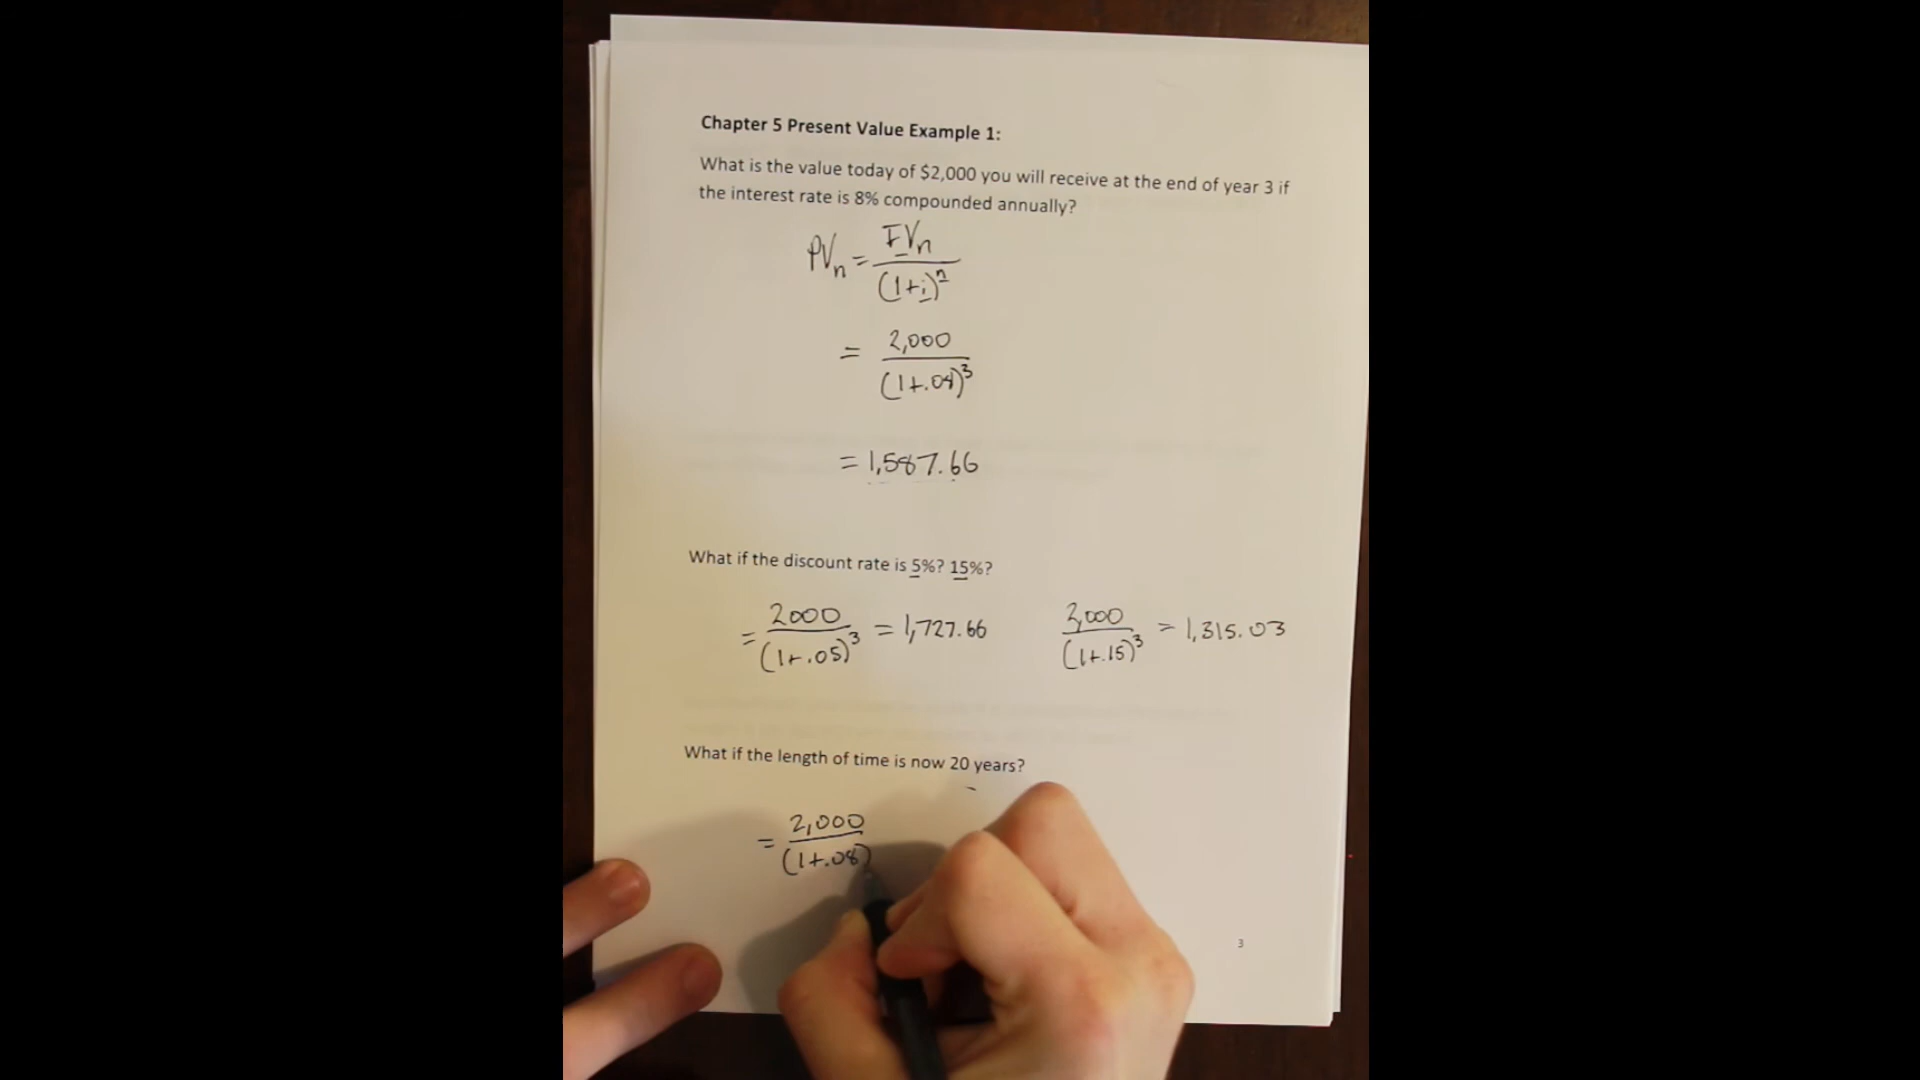 Chapter 5 Present Value Example 1:
What is the value today of $2,000 you will receive at the end of year 3 if
the interest rate is 8% compounded annually?
PVn = FVn / (1+i)^n
= 2,000 / (1+.08)^3
= 1,587.66
What if the discount rate is 5%? 15%?
= 2000 / (1+.05)^3 = 1,727.66
2,000 / (1+.15)^3 = 1,315.03
What if the length of time is now 20 years?
= 2,000 / (1+.08)
3